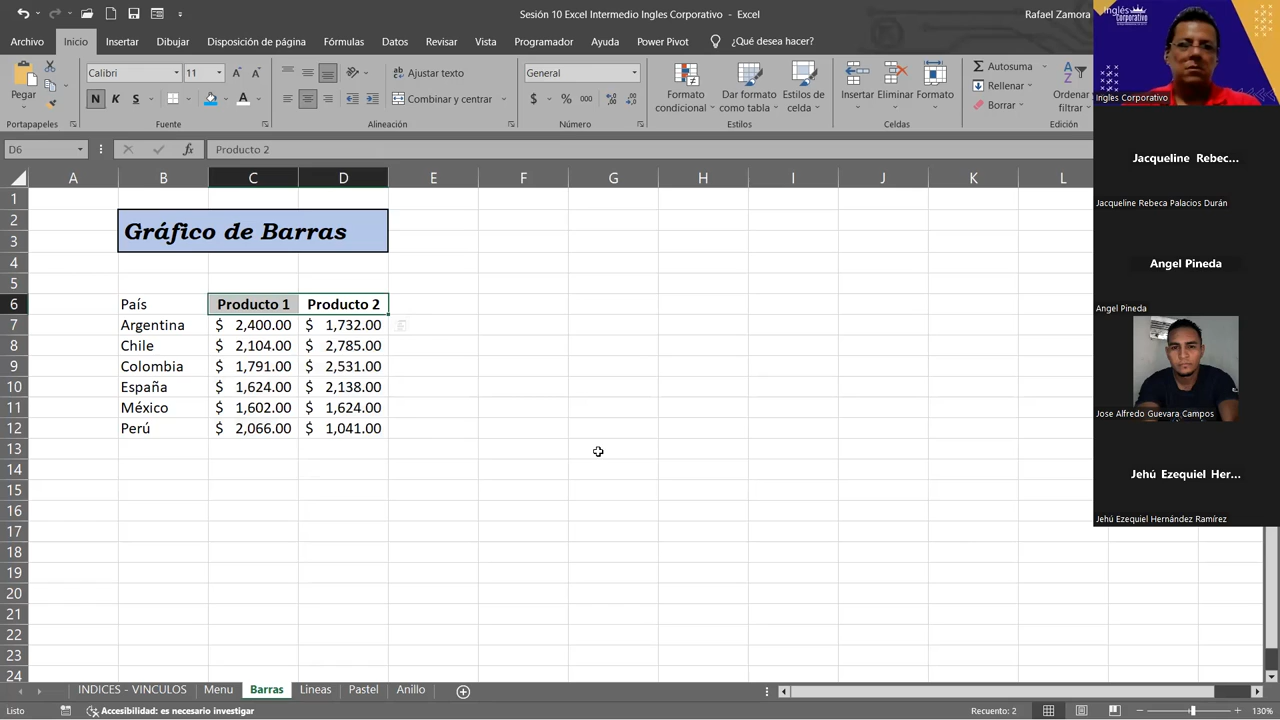 Sesión 10 Excel Intermedio Ingles Corporativo - Excel
Rafael Zamora
Archivo Inicio Insertar Dibujar Disposición de página Fórmulas Datos Revisar Vista Programador Ayuda Power Pivot ¿Qué desea hacer?
Pegar
Calibri 11
N K S
Ajustar texto
Combinar y centrar
General
$ % 000
Formato condicional
Dar formato como tabla
Estilos de celda
Insertar Eliminar Formato
Autosuma
Rellenar
Borrar
Ordenar filtrar
Portapapeles Fuente Alineación Número Estilos Celdas Edición
D6 fx Producto 2
A B C D E F G H I J K L
1
2
3
4
5
6
7
8
9
10
11
12
13
14
15
16
17
18
19
20
21
22
23
24
Gráfico de Barras
País Producto 1 Producto 2
Argentina $ 2,400.00 $ 1,732.00
Chile $ 2,104.00 $ 2,785.00
Colombia $ 1,791.00 $ 2,531.00
España $ 1,624.00 $ 2,138.00
México $ 1,602.00 $ 1,624.00
Perú $ 2,066.00 $ 1,041.00
INDICES - VINCULOS Menu Barras Lineas Pastel Anillo
Listo Accesibilidad: es necesario investigar 130%
Inglés
Corporativo
Ingles Corporativo
Jacqueline Rebec...
Jacqueline Rebeca Palacios Durán
Angel Pineda
Angel Pineda
Jose Alfredo Guevara Campos
Jehú Ezequiel Her...
Jehú Ezequiel Hernández Ramírez